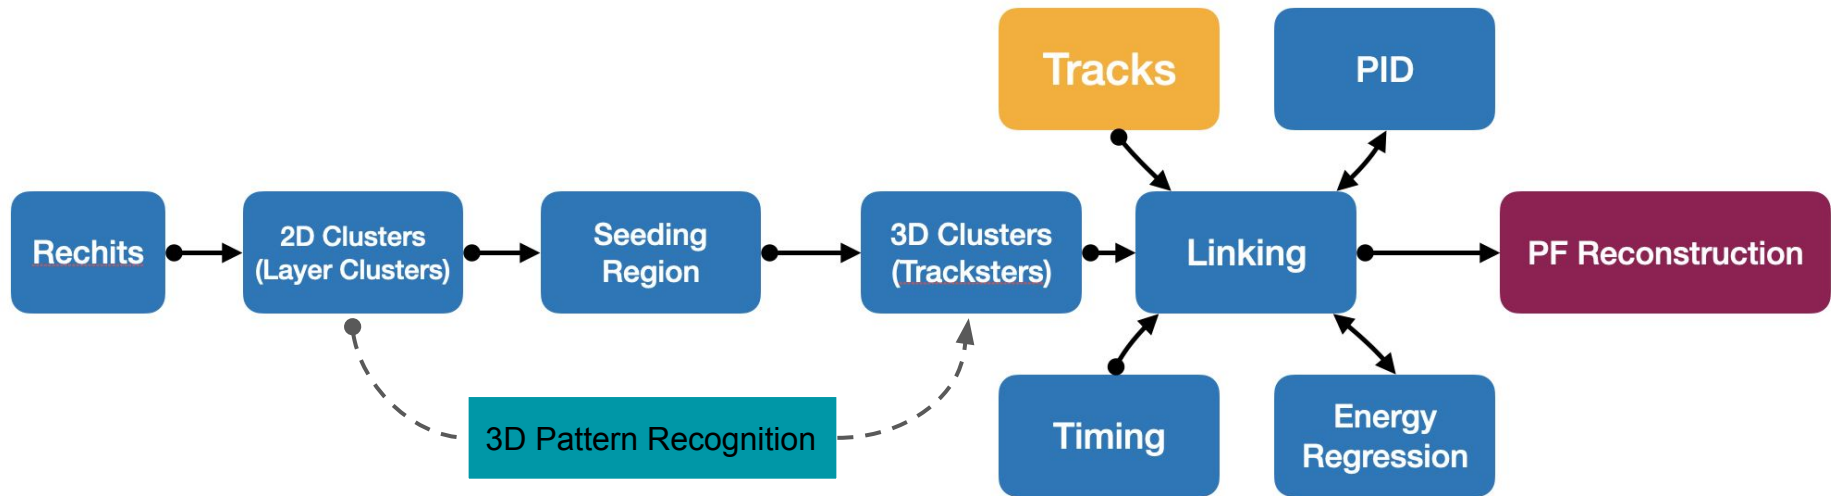 Tracks
PID
Rechits
2D Clusters
(Layer Clusters)
Seeding
Region
3D Clusters
(Tracksters)
Linking
PF Reconstruction
3D Pattern Recognition
Timing
Energy
Regression